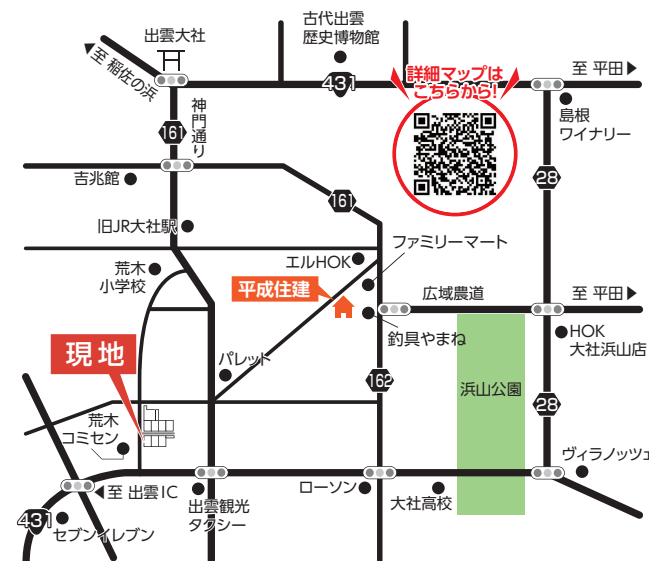 古代出雲
歴史博物館
出雲大社
至 稲佐の浜
431
詳細マップは
こちらから!
至 平田
島根
ワイナリー
161
神門通り
吉兆館
28
161
旧JR大社駅
ファミリーマート
エルHOK
荒木
小学校
平成住建
広域農道
至 平田
釣具やまね
HOK
大社浜山店
現地
パレット
162
浜山公園
28
荒木
コミセン
ヴィラノッツェ
至 出雲IC
出雲観光
タクシー
ローソン
大社高校
431
セブンイレブン